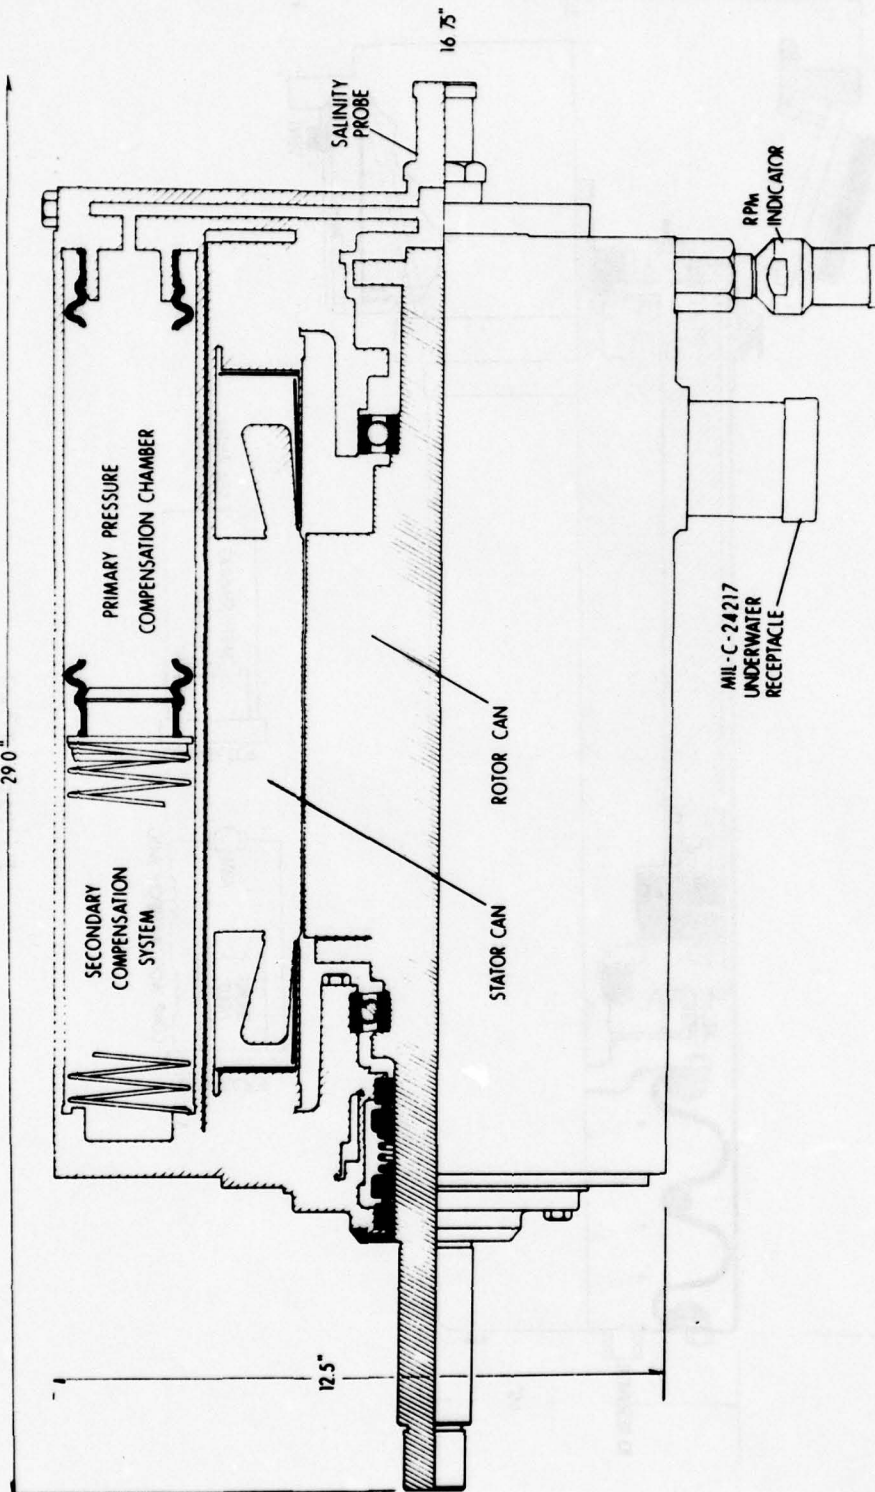 29.0"
16.75"
SALINITY
PROBE
RPM
INDICATOR
PRIMARY PRESSURE
COMPENSATION CHAMBER
MIL-C-24217
UNDERWATER
RECEPTACLE
ROTOR CAN
STATOR CAN
SECONDARY
COMPENSATION
SYSTEM
12.5"